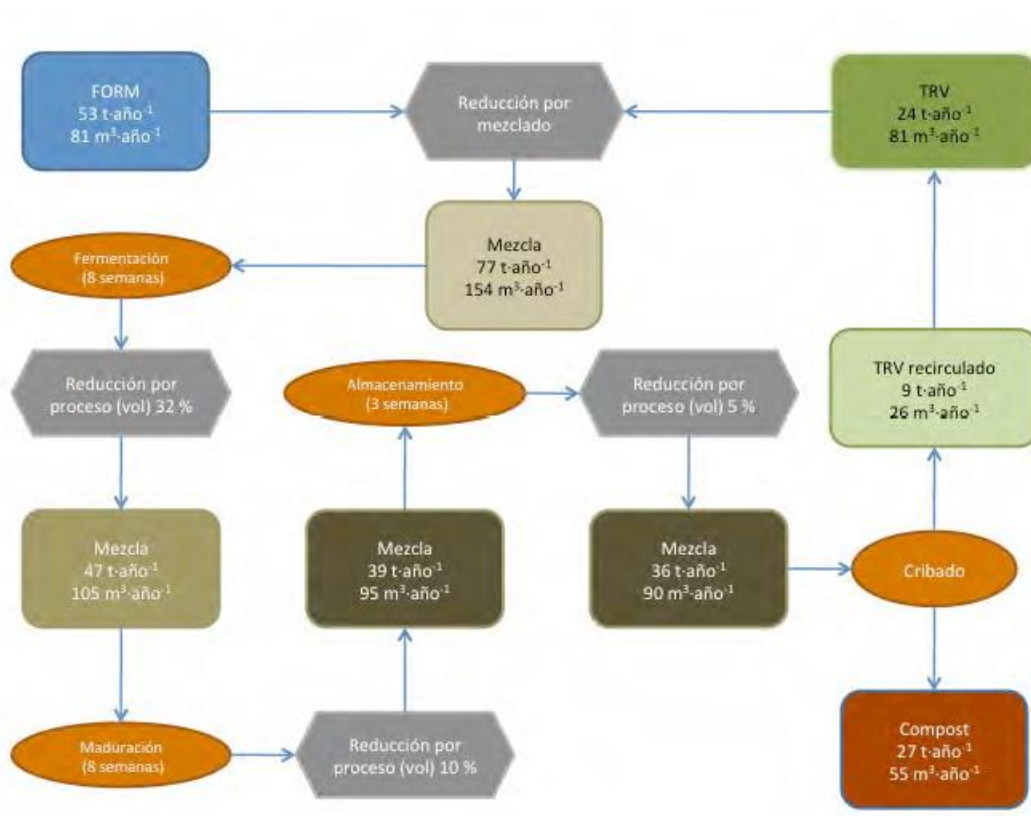 FORM
53 t·año⁻¹
81 m³·año⁻¹
Reducción por
mezclado
TRV
24 t·año⁻¹
81 m³·año⁻¹
Mezcla
77 t·año⁻¹
154 m³·año⁻¹
Fermentación
(8 semanas)
Reducción por
proceso (vol) 32 %
Almacenamiento
(3 semanas)
Reducción por
proceso (vol) 5 %
TRV recirculado
9 t·año⁻¹
26 m³·año⁻¹
Mezcla
47 t·año⁻¹
105 m³·año⁻¹
Mezcla
39 t·año⁻¹
95 m³·año⁻¹
Mezcla
36 t·año⁻¹
90 m³·año⁻¹
Cribado
Maduración
(8 semanas)
Reducción por
proceso (vol) 10 %
Compost
27 t·año⁻¹
55 m³·año⁻¹